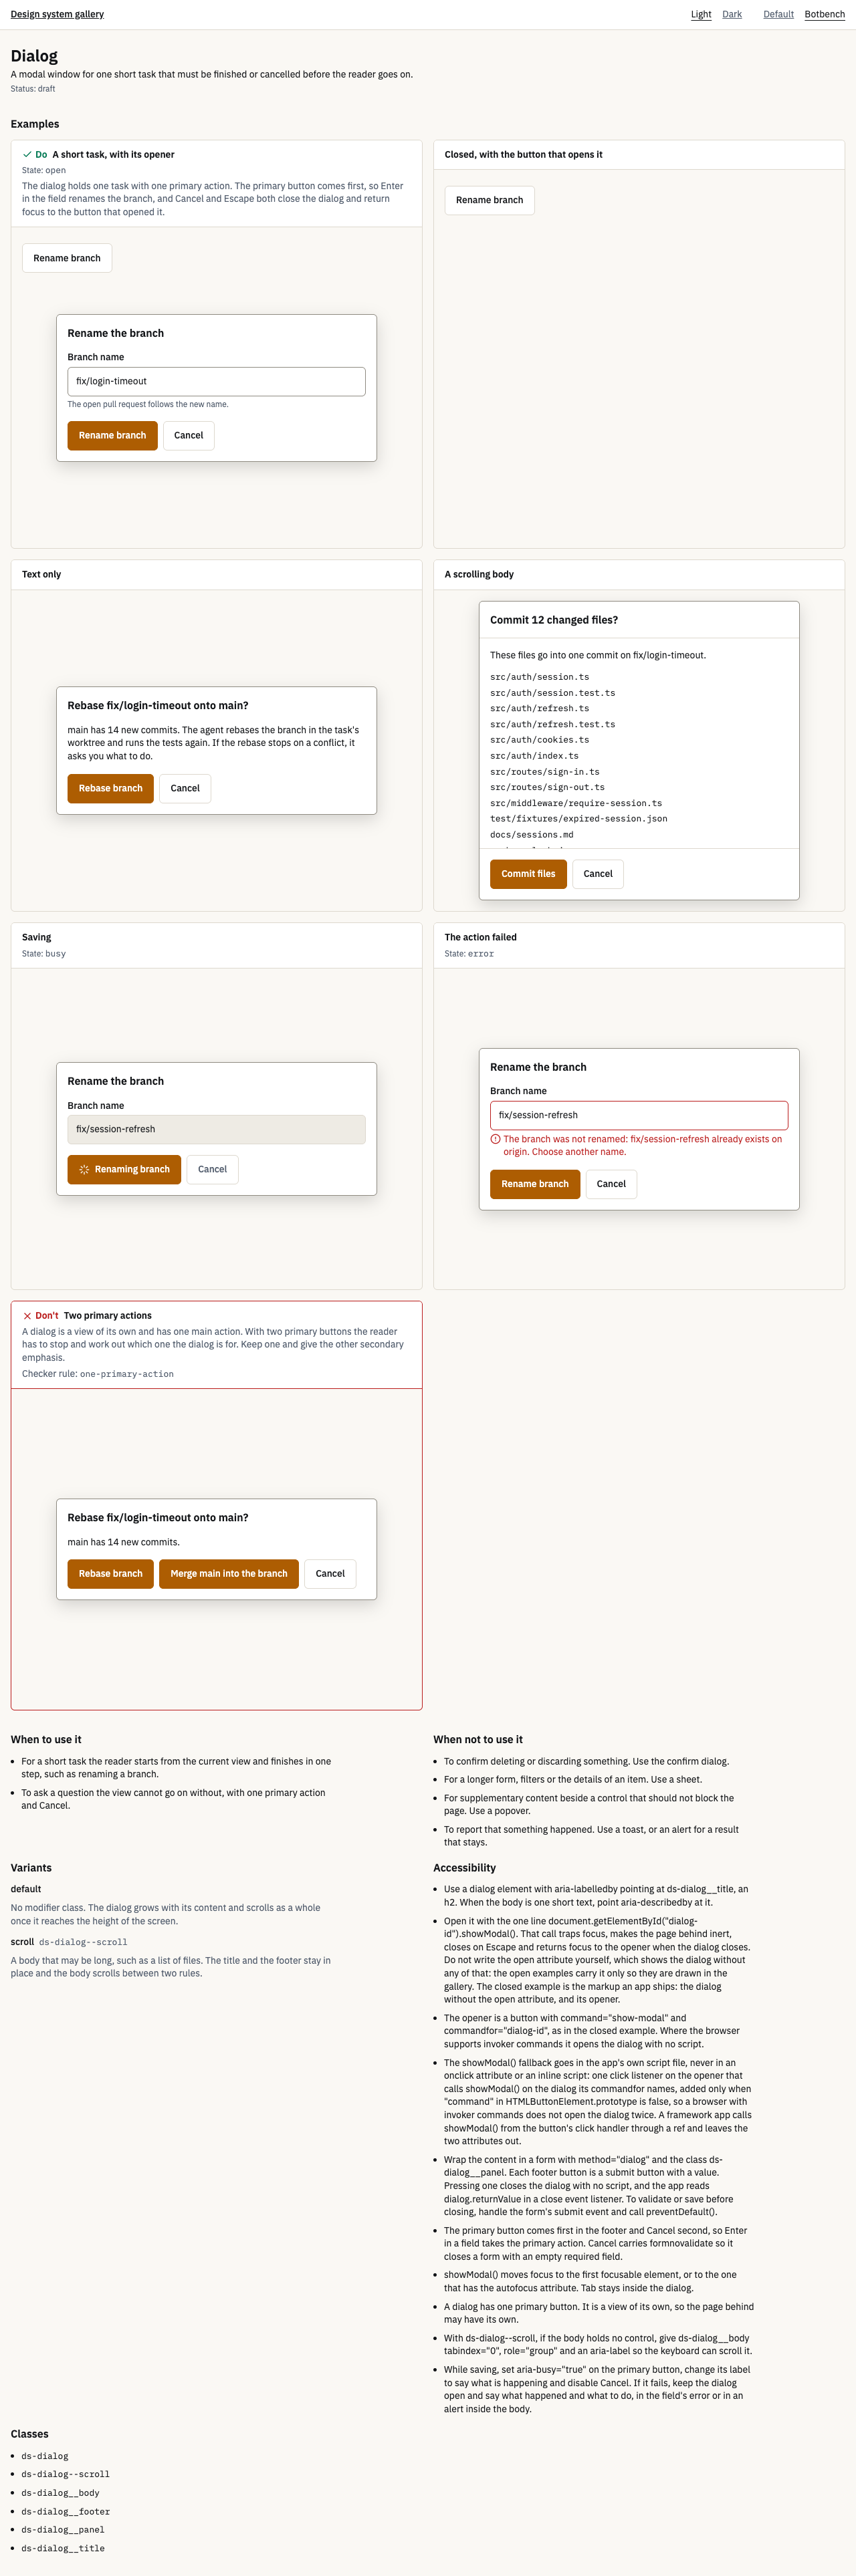 Design system gallery
Light Dark Default Botbench
Dialog
A modal window for one short task that must be finished or cancelled before the reader goes on.
Status: draft
Examples
Do A short task, with its opener
State: open
The dialog holds one task with one primary action. The primary button comes first, so Enter
in the field renames the branch, and Cancel and Escape both close the dialog and return
focus to the button that opened it.
Rename branch
Rename the branch
Branch name
fix/login-timeout
The open pull request follows the new name.
Rename branch Cancel
Closed, with the button that opens it
Rename branch
Text only
Rebase fix/login-timeout onto main?
main has 14 new commits. The agent rebases the branch in the task's
worktree and runs the tests again. If the rebase stops on a conflict, it
asks you what to do.
Rebase branch Cancel
A scrolling body
Commit 12 changed files?
These files go into one commit on fix/login-timeout.
src/auth/session.ts
src/auth/session.test.ts
src/auth/refresh.ts
src/auth/refresh.test.ts
src/auth/cookies.ts
src/auth/index.ts
src/routes/sign-in.ts
src/routes/sign-out.ts
src/middleware/require-session.ts
test/fixtures/expired-session.json
docs/sessions.md
Commit files Cancel
Saving
State: busy
Rename the branch
Branch name
fix/session-refresh
Renaming branch Cancel
The action failed
State: error
Rename the branch
Branch name
fix/session-refresh
The branch was not renamed: fix/session-refresh already exists on
origin. Choose another name.
Rename branch Cancel
Don't Two primary actions
A dialog is a view of its own and has one main action. With two primary buttons the reader
has to stop and work out which one the dialog is for. Keep one and give the other secondary
emphasis.
Checker rule: one-primary-action
Rebase fix/login-timeout onto main?
main has 14 new commits.
Rebase branch Merge main into the branch Cancel
When to use it
For a short task the reader starts from the current view and finishes in one
step, such as renaming a branch.
To ask a question the view cannot go on without, with one primary action
and Cancel.
When not to use it
To confirm deleting or discarding something. Use the confirm dialog.
For a longer form, filters or the details of an item. Use a sheet.
For supplementary content beside a control that should not block the
page. Use a popover.
To report that something happened. Use a toast, or an alert for a result
that stays.
Variants
default
No modifier class. The dialog grows with its content and scrolls as a whole
once it reaches the height of the screen.
scroll ds-dialog--scroll
A body that may be long, such as a list of files. The title and the footer stay in
place and the body scrolls between two rules.
Accessibility
Use a dialog element with aria-labelledby pointing at ds-dialog__title, an
h2. When the body is one short text, point aria-describedby at it.
Open it with the one line document.getElementById("dialog-
id").showModal(). That call traps focus, makes the page behind inert,
closes on Escape and returns focus to the opener when the dialog closes.
Do not write the open attribute yourself, which shows the dialog without
any of that: the open examples carry it only so they are drawn in the
gallery. The closed example is the markup an app ships: the dialog
without the open attribute, and its opener.
The opener is a button with command="show-modal" and
commandfor="dialog-id", as in the closed example. Where the browser
supports invoker commands it opens the dialog with no script.
The showModal() fallback goes in the app's own script file, never in an
onclick attribute or an inline script: one click listener on the opener that
calls showModal() on the dialog its commandfor names, added only when
"command" in HTMLButtonElement.prototype is false, so a browser with
invoker commands does not open the dialog twice. A framework app calls
showModal() from the button's click handler through a ref and leaves the
two attributes out.
Wrap the content in a form with method="dialog" and the class ds-
dialog__panel. Each footer button is a submit button with a value.
Pressing one closes the dialog with no script, and the app reads
dialog.returnValue in a close event listener. To validate or save before
closing, handle the form's submit event and call preventDefault().
The primary button comes first in the footer and Cancel second, so Enter
in a field takes the primary action. Cancel carries formnovalidate so it
closes a form with an empty required field.
showModal() moves focus to the first focusable element, or to the one
that has the autofocus attribute. Tab stays inside the dialog.
A dialog has one primary button. It is a view of its own, so the page behind
may have its own.
With ds-dialog--scroll, if the body holds no control, give ds-dialog__body
tabindex="0", role="group" and an aria-label so the keyboard can scroll it.
While saving, set aria-busy="true" on the primary button, change its label
to say what is happening and disable Cancel. If it fails, keep the dialog
open and say what happened and what to do, in the field's error or in an
alert inside the body.
Classes
ds-dialog
ds-dialog--scroll
ds-dialog__body
ds-dialog__footer
ds-dialog__panel
ds-dialog__title